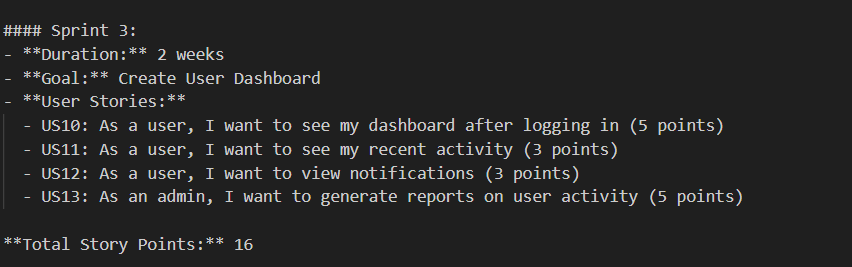 #### Sprint 3:
- **Duration:** 2 weeks
- **Goal:** Create User Dashboard
- **User Stories:**
  - US10: As a user, I want to see my dashboard after logging in (5 points)
  - US11: As a user, I want to see my recent activity (3 points)
  - US12: As a user, I want to view notifications (3 points)
  - US13: As an admin, I want to generate reports on user activity (5 points)
**Total Story Points:** 16